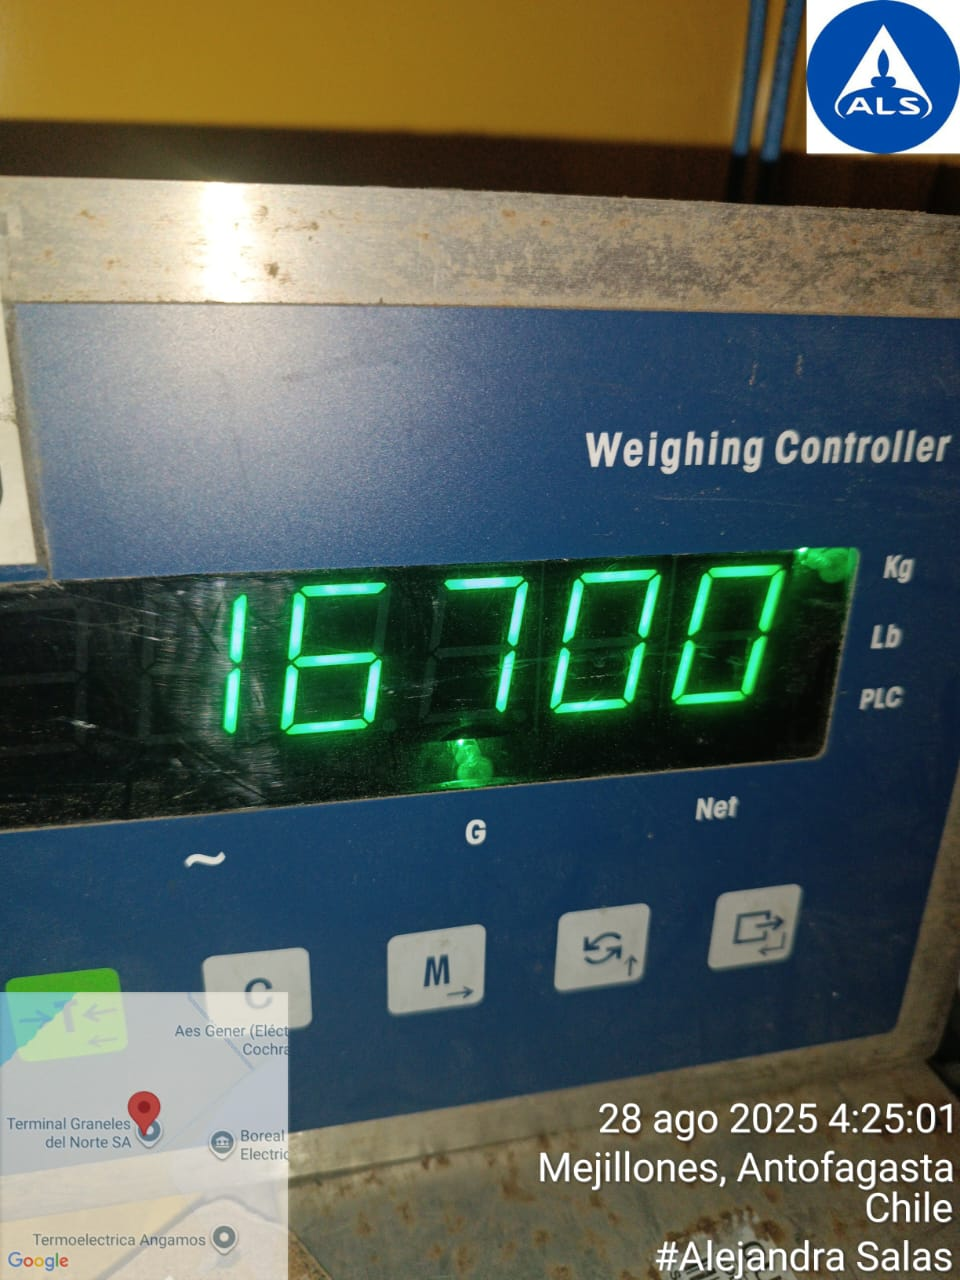 ALS
Weighing Controller
16700
Kg
Lb
PLC
~
G
Net
T
C
M
Aes Gener (Eléct
Cochra
Terminal Graneles
del Norte SA
Boreal
Electric
Termoelectrica Angamos
Google
28 ago 2025 4:25:01
Mejillones, Antofagasta
Chile
#Alejandra Salas